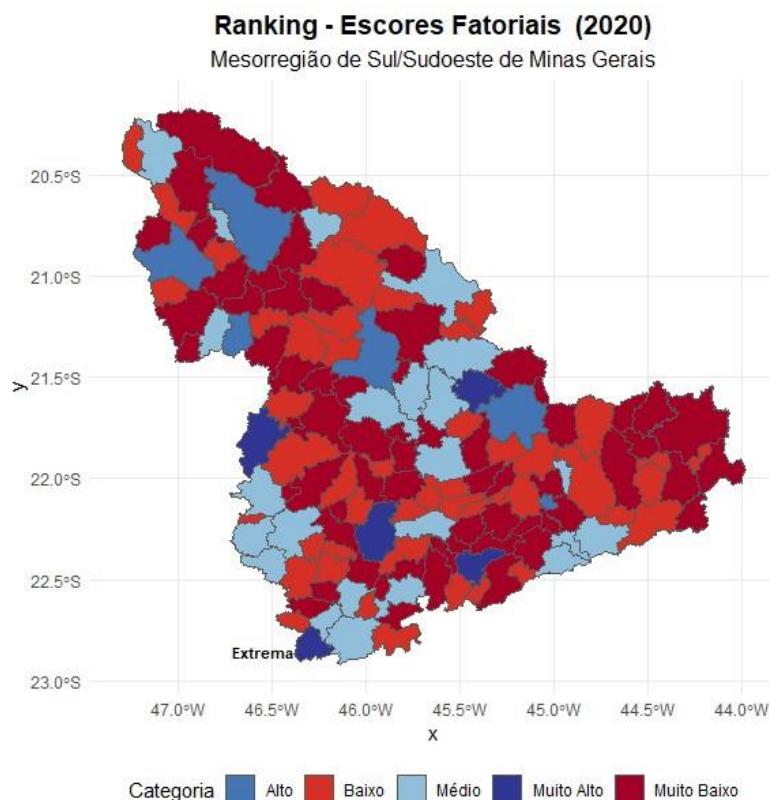 Ranking - Escores Fatoriais (2020)
Mesorregião de Sul/Sudoeste de Minas Gerais
20.5°S
21.0°S
21.5°S
y
22.0°S
22.5°S
Extrema
23.0°S
47.0°W 46.5°W 46.0°W 45.5°W 45.0°W 44.5°W 44.0°W
x
Categoria Alto Baixo Médio Muito Alto Muito Baixo